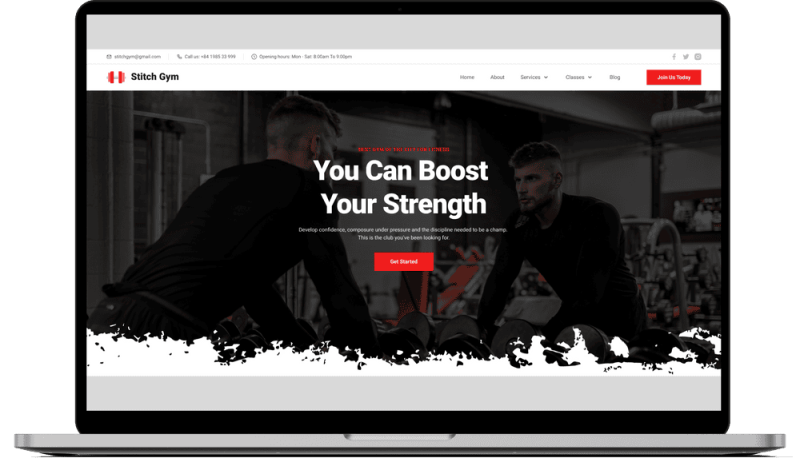 stitchgym@gmail.com
Call us: +84 1985 33 999
Opening hours: Mon - Sat: 8:00am To 9:00pm
Stitch Gym
Home
About
Services
Classes
Blog
Join Us Today
You Can Boost
Your Strength
Develop confidence, composure under pressure and the discipline needed to be a champ.
This is the club you've been looking for.
Get Started